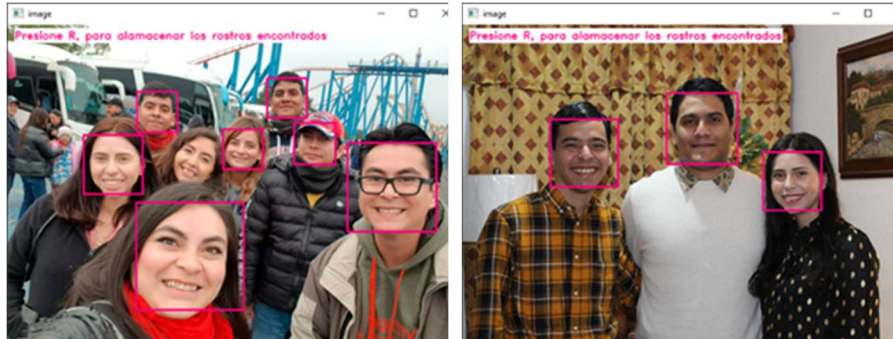 image
Presione R, para alamacenar los rostros encontrados
image
Presione R, para alamacenar los rostros encontrados